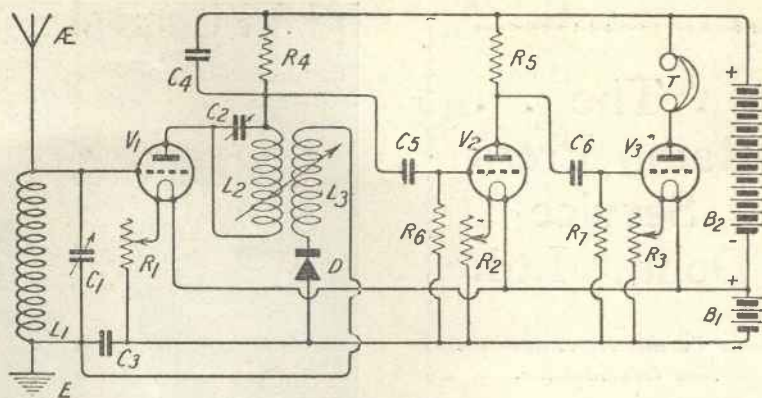 Æ
C4
R4
R5
T
+
C2
V1
C5
V2
C6
V3
L2
L3
B2
R1
R6
R2
R7
R3
-
C1
D
+
L1
C3
B1
-
E